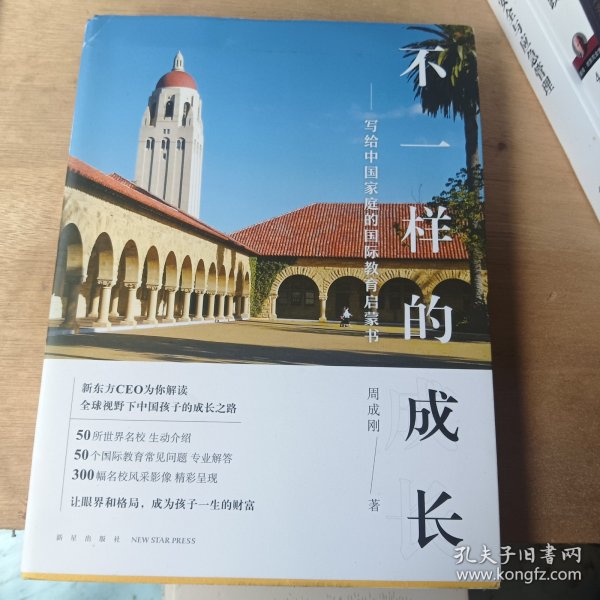 不一样的成长
——写给中国家庭的国际教育启蒙书
周成刚——著
新东方CEO为你解读
全球视野下中国孩子的成长之路
50所世界名校 生动介绍
50个国际教育常见问题 专业解答
300幅名校风采影像 精彩呈现
让眼界和格局，成为孩子一生的财富
新星出版社 NEW STAR PRESS
孔夫子旧书网
www.kongfz.com